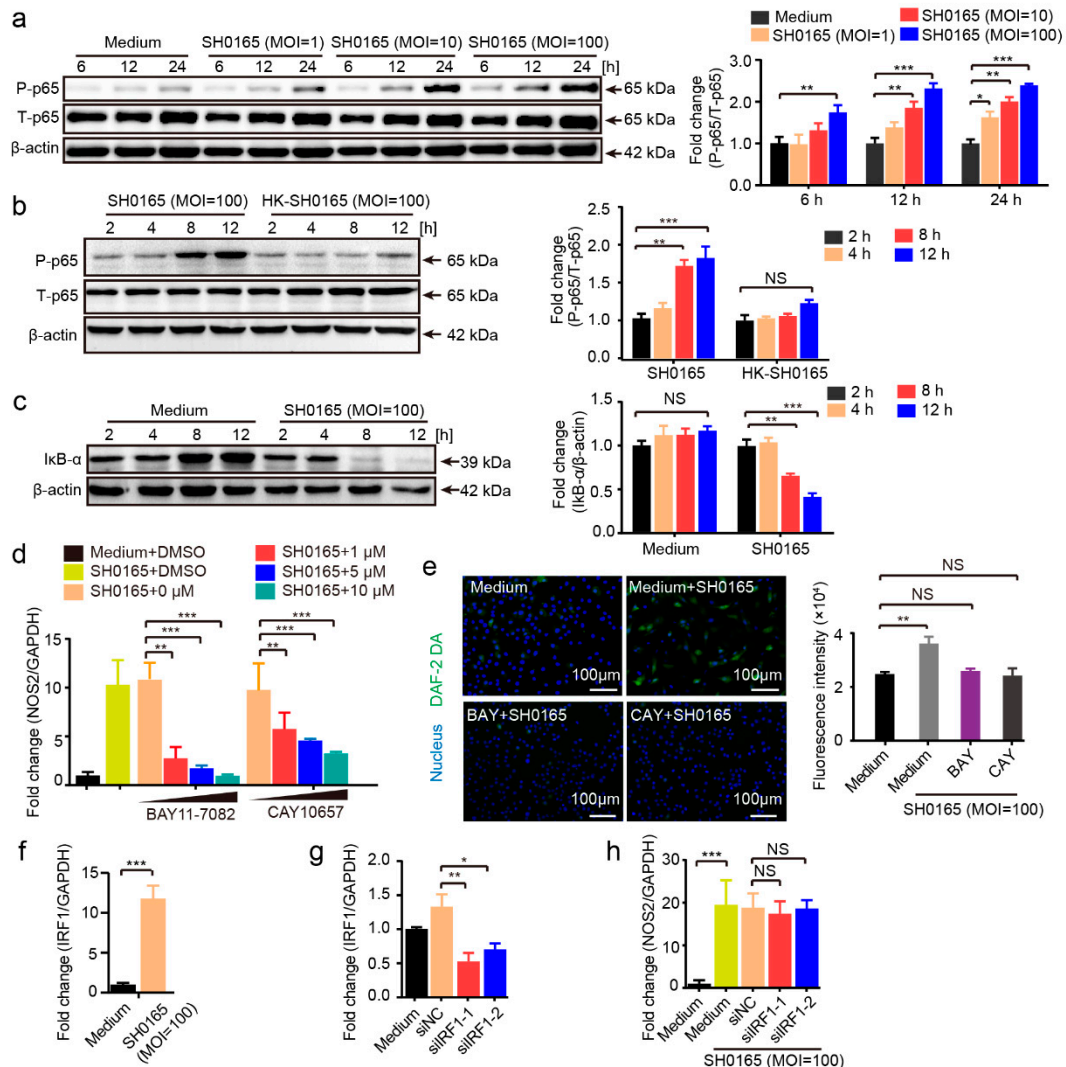 a
Medium SH0165 (MOI=1) SH0165 (MOI=10) SH0165 (MOI=100)
6 12 24 6 12 24 6 12 24 6 12 24 [h]
P-p65 65 kDa
T-p65 65 kDa
β-actin 42 kDa
Medium SH0165 (MOI=10)
SH0165 (MOI=1) SH0165 (MOI=100)
Fold change
(P-p65/T-p65)
3.0
2.0
1.0
0.0
** ** *** * ** ***
6 h 12 h 24 h
b
SH0165 (MOI=100) HK-SH0165 (MOI=100)
2 4 8 12 2 4 8 12 [h]
P-p65 65 kDa
T-p65 65 kDa
β-actin 42 kDa
Fold change
(P-p65/T-p65)
2.5
2.0
1.5
1.0
0.0
*** ** NS
SH0165 HK-SH0165
2 h 8 h
4 h 12 h
c
Medium SH0165 (MOI=100)
2 4 8 12 2 4 8 12 [h]
IκB-α 39 kDa
β-actin 42 kDa
Fold change
(IκB-α/β-actin)
1.5
1.0
0.5
0.0
NS ** ***
Medium SH0165
2 h 8 h
4 h 12 h
d
Medium+DMSO SH0165+1 μM
SH0165+DMSO SH0165+5 μM
SH0165+0 μM SH0165+10 μM
Fold change (NOS2/GAPDH)
15
10
5
0
*** *** ** *** *** **
BAY11-7082 CAY10657
e
Nucleus DAF-2 DA
Medium 100μm
Medium+SH0165 100μm
BAY+SH0165 100μm
CAY+SH0165 100μm
Fluorescence intensity (×10⁴)
4
2
0
NS
NS
**
Medium Medium BAY CAY
SH0165 (MOI=100)
f
Fold change (IRF1/GAPDH)
15
10
5
0
***
Medium SH0165
(MOI=100)
g
Fold change (IRF1/GAPDH)
2.0
1.5
1.0
0.5
0.0
*
**
Medium siNC siIRF1-1 siIRF1-2
h
Fold change (NOS2/GAPDH)
30
20
10
0
*** NS
NS
Medium Medium siNC siIRF1-1 siIRF1-2
SH0165 (MOI=100)